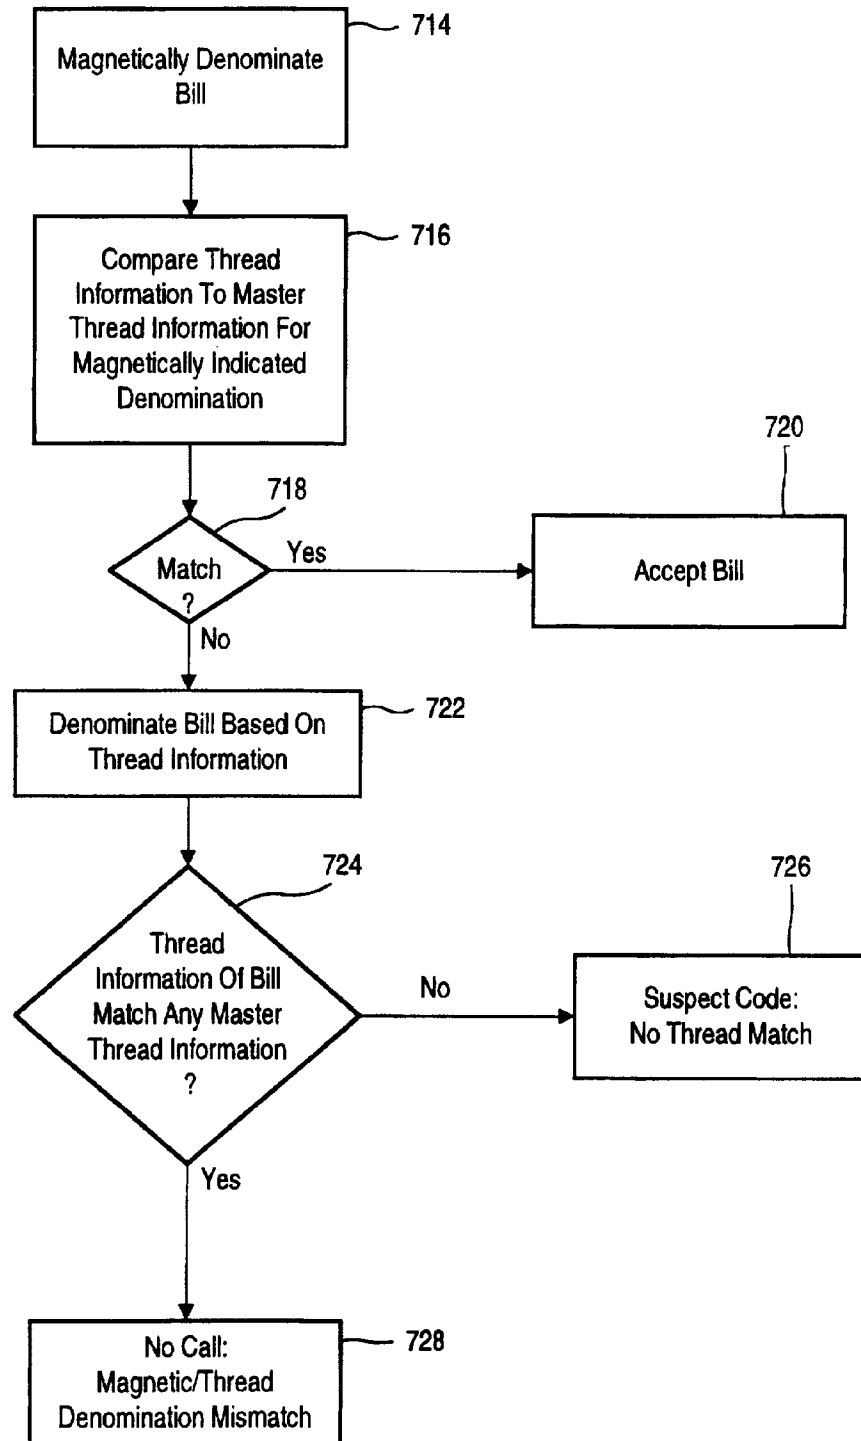 714
Magnetically Denominate
Bill
716
Compare Thread
Information To Master
Thread Information For
Magnetically Indicated
Denomination
718
Match
?
Yes
720
Accept Bill
No
722
Denominate Bill Based On
Thread Information
724
Thread
Information Of Bill
Match Any Master
Thread Information
?
No
726
Suspect Code:
No Thread Match
Yes
728
No Call:
Magnetic/Thread
Denomination Mismatch